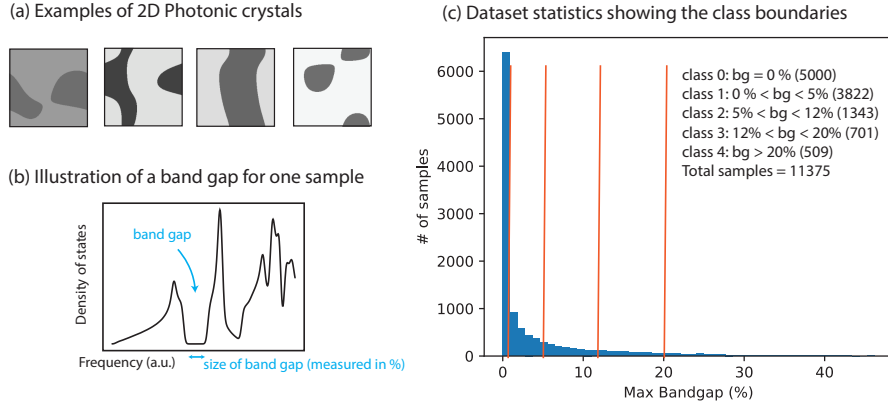 (a) Examples of 2D Photonic crystals
(b) Illustration of a band gap for one sample
Density of states
band gap
Frequency (a.u.)
size of band gap (measured in %)
(c) Dataset statistics showing the class boundaries
# of samples
6000
5000
4000
3000
2000
1000
0
class 0: bg = 0 % (5000)
class 1: 0 % < bg < 5% (3822)
class 2: 5% < bg < 12% (1343)
class 3: 12% < bg < 20% (701)
class 4: bg > 20% (509)
Total samples = 11375
0
10
20
30
40
Max Bandgap (%)